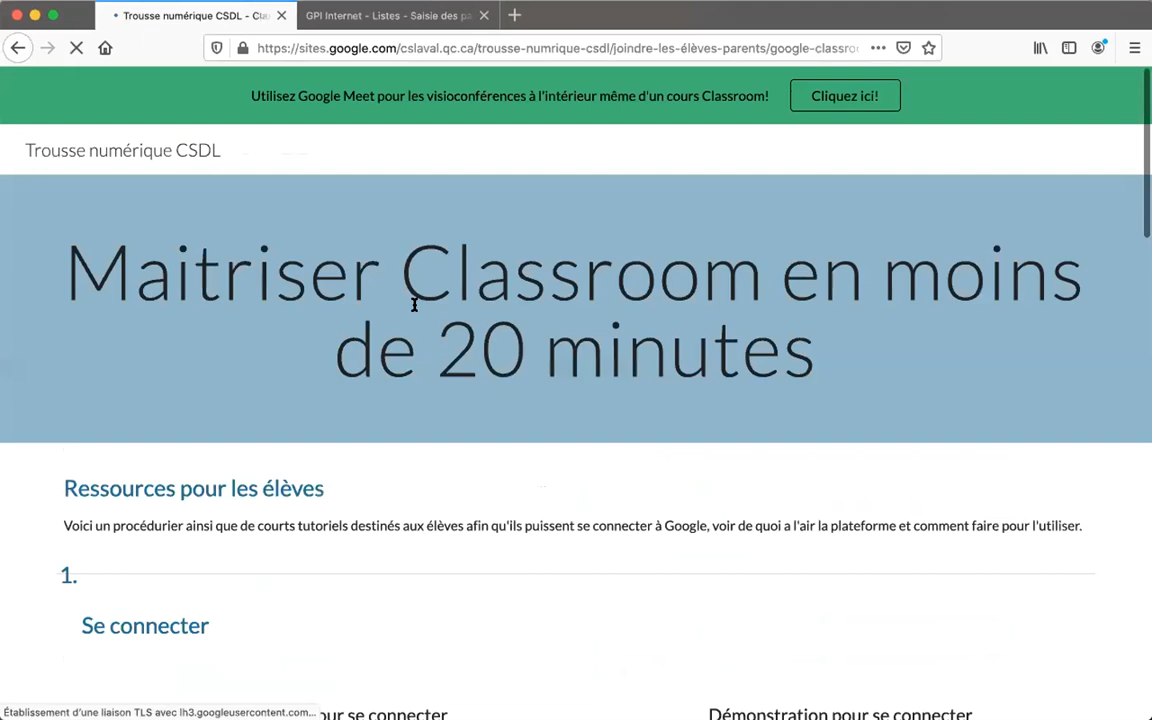 Trousse numérique CSDL - Cla
GPI Internet - Listes - Saisie des pa
https://sites.google.com/cslaval.qc.ca/trousse-numrique-csdl/joindre-les-élèves-parents/google-classro
Utilisez Google Meet pour les visioconférences à l'intérieur même d'un cours Classroom!
Cliquez ici!
Trousse numérique CSDL
Maitriser Classroom en moins
de 20 minutes
Ressources pour les élèves
Voici un procédurier ainsi que de courts tutoriels destinés aux élèves afin qu'ils puissent se connecter à Google, voir de quoi a l'air la plateforme et comment faire pour l'utiliser.
1.
Se connecter
Établissement d'une liaison TLS avec lh3.googleusercontent.com...
our se connecter
Démonstration pour se connecter